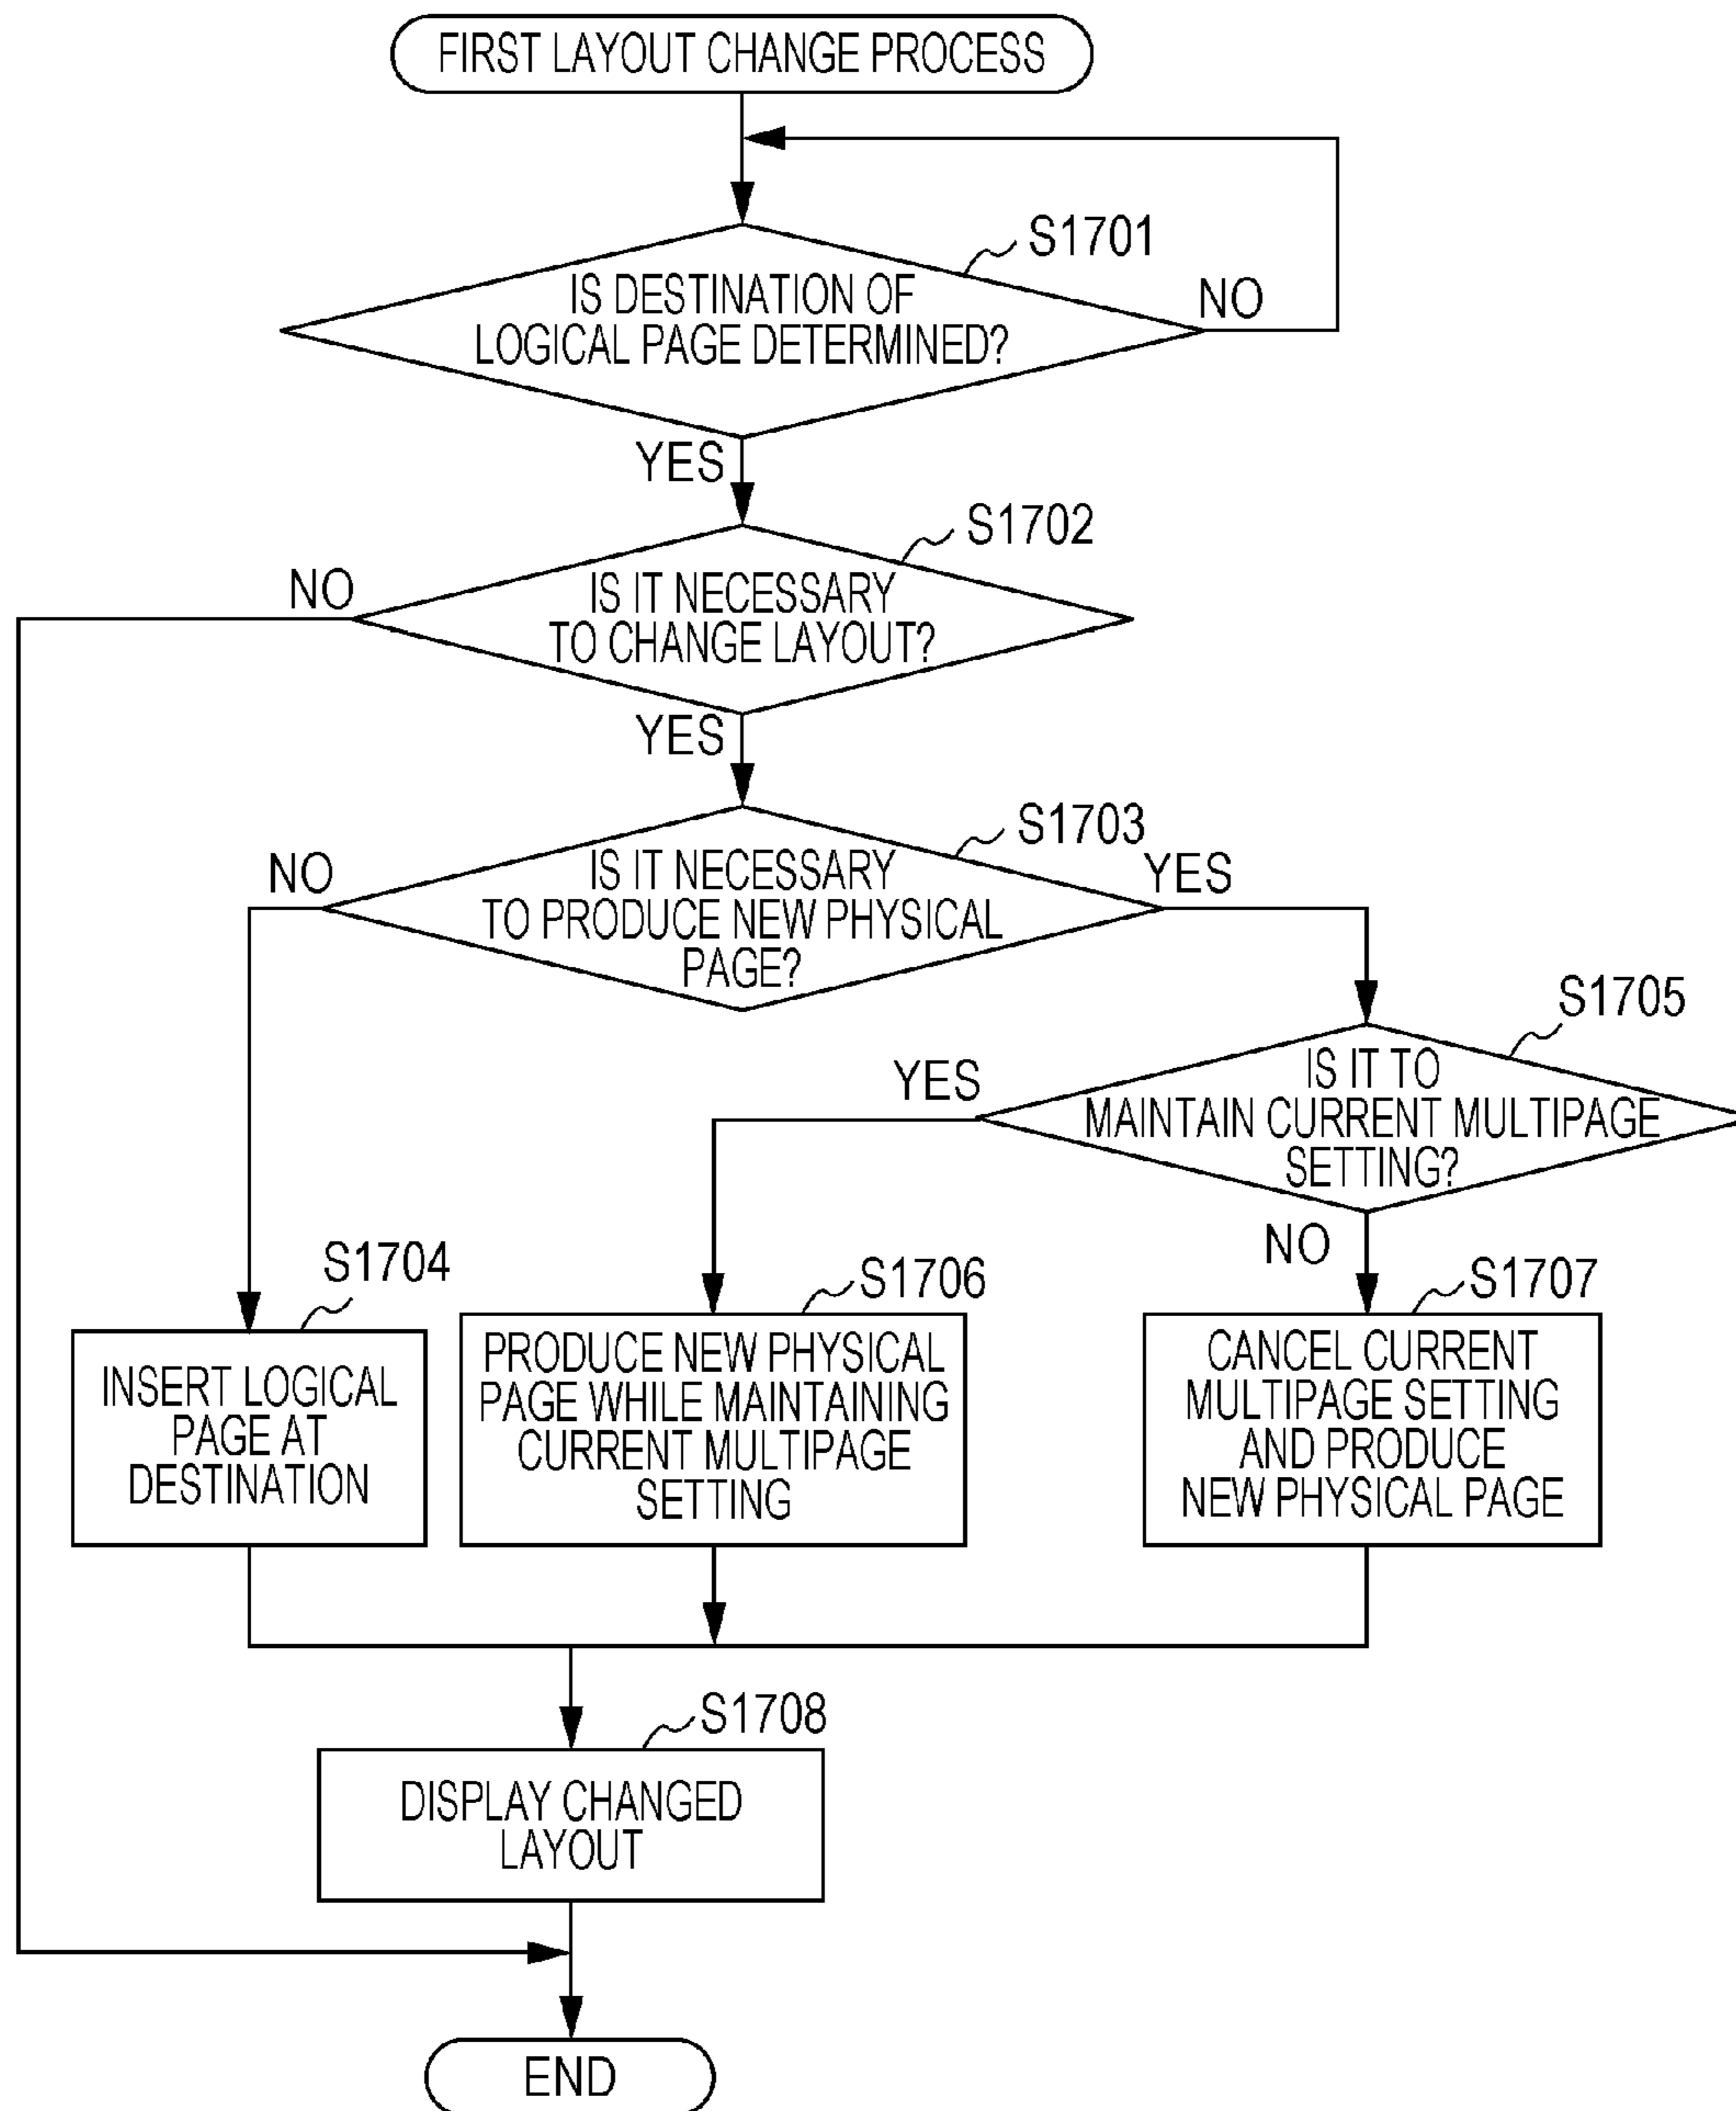 FIRST LAYOUT CHANGE PROCESS
S1701
IS DESTINATION OF
LOGICAL PAGE DETERMINED?
NO
YES
S1702
NO
IS IT NECESSARY
TO CHANGE LAYOUT?
YES
S1703
NO
IS IT NECESSARY
TO PRODUCE NEW PHYSICAL
PAGE?
YES
S1705
YES
IS IT TO
MAINTAIN CURRENT MULTIPAGE
SETTING?
NO
S1704
INSERT LOGICAL
PAGE AT
DESTINATION
S1706
PRODUCE NEW PHYSICAL
PAGE WHILE MAINTAINING
CURRENT MULTIPAGE
SETTING
S1707
CANCEL CURRENT
MULTIPAGE SETTING
AND PRODUCE
NEW PHYSICAL PAGE
S1708
DISPLAY CHANGED
LAYOUT
END